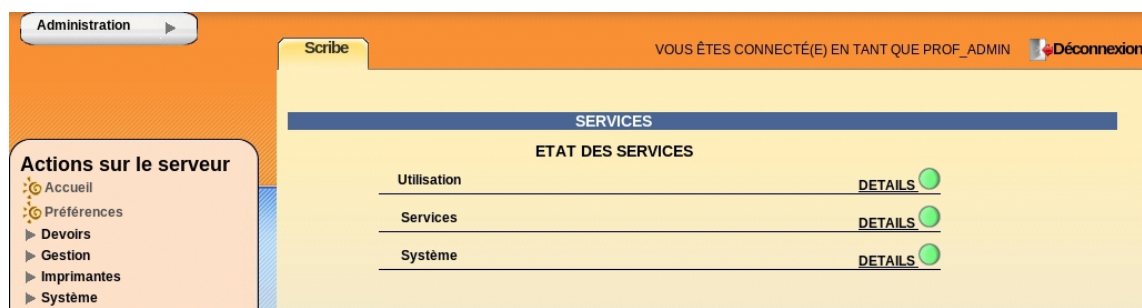 Administration
Scribe
VOUS ÊTES CONNECTÉ(E) EN TANT QUE PROF_ADMIN
Déconnexion
SERVICES
ETAT DES SERVICES
Utilisation DETAILS
Services DETAILS
Système DETAILS
Actions sur le serveur
Accueil
Préférences
Devoirs
Gestion
Imprimantes
Système